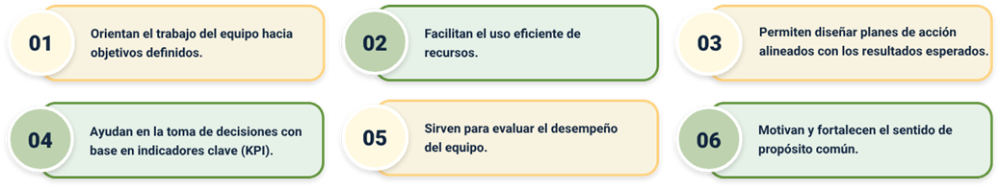 01
Orientan el trabajo del equipo hacia
objetivos definidos.
02
Facilitan el uso eficiente de
recursos.
03
Permiten diseñar planes de acción
alineados con los resultados esperados.
04
Ayudan en la toma de decisiones con
base en indicadores clave (KPI).
05
Sirven para evaluar el desempeño
del equipo.
06
Motivan y fortalecen el sentido de
propósito común.